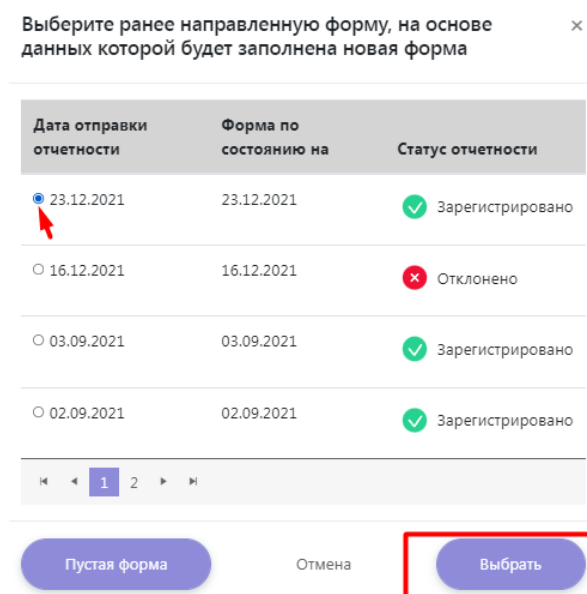 Выберите ранее направленную форму, на основе
данных которой будет заполнена новая форма
Дата отправки отчетности
Форма по состоянию на
Статус отчетности
23.12.2021 23.12.2021 Зарегистрировано
16.12.2021 16.12.2021 Отклонено
03.09.2021 03.09.2021 Зарегистрировано
02.09.2021 02.09.2021 Зарегистрировано
1 2
Пустая форма Отмена Выбрать